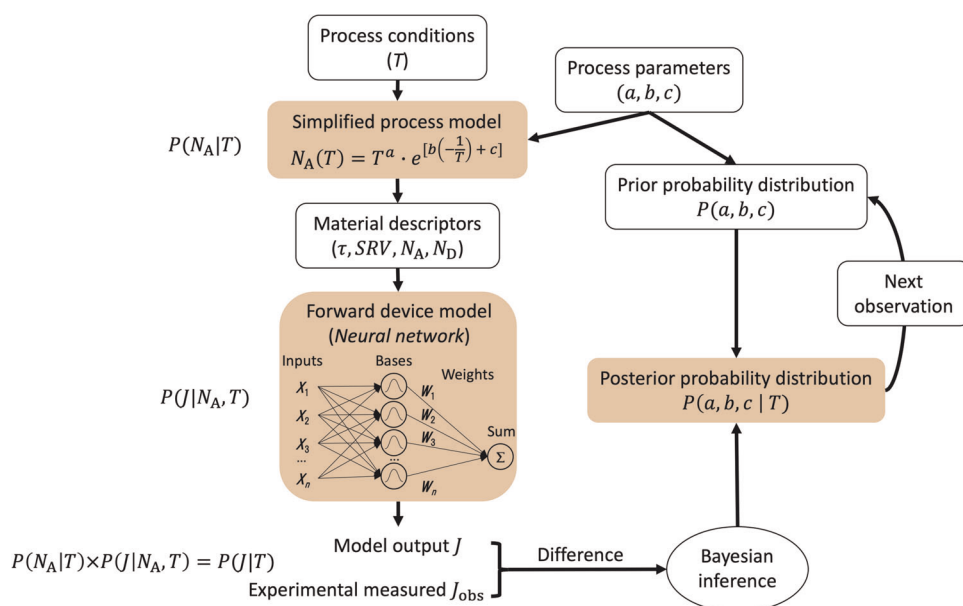 Process conditions
(T)
Process parameters
(a, b, c)
P(N_A|T)
Simplified process model
N_A(T) = T^a · e^[b(−1/T) + c]
Prior probability distribution
P(a, b, c)
Material descriptors
(τ, SRV, N_A, N_D)
Next
observation
Forward device model
(Neural network)
Inputs
Bases
Weights
X_1
X_2
X_3
...
X_n
...
W_1
W_2
W_3
W_n
Sum
Σ
P(J|N_A, T)
Posterior probability distribution
P(a, b, c | T)
P(N_A|T)×P(J|N_A, T) = P(J|T)
Model output J
Experimental measured J_obs
Difference
Bayesian
inference